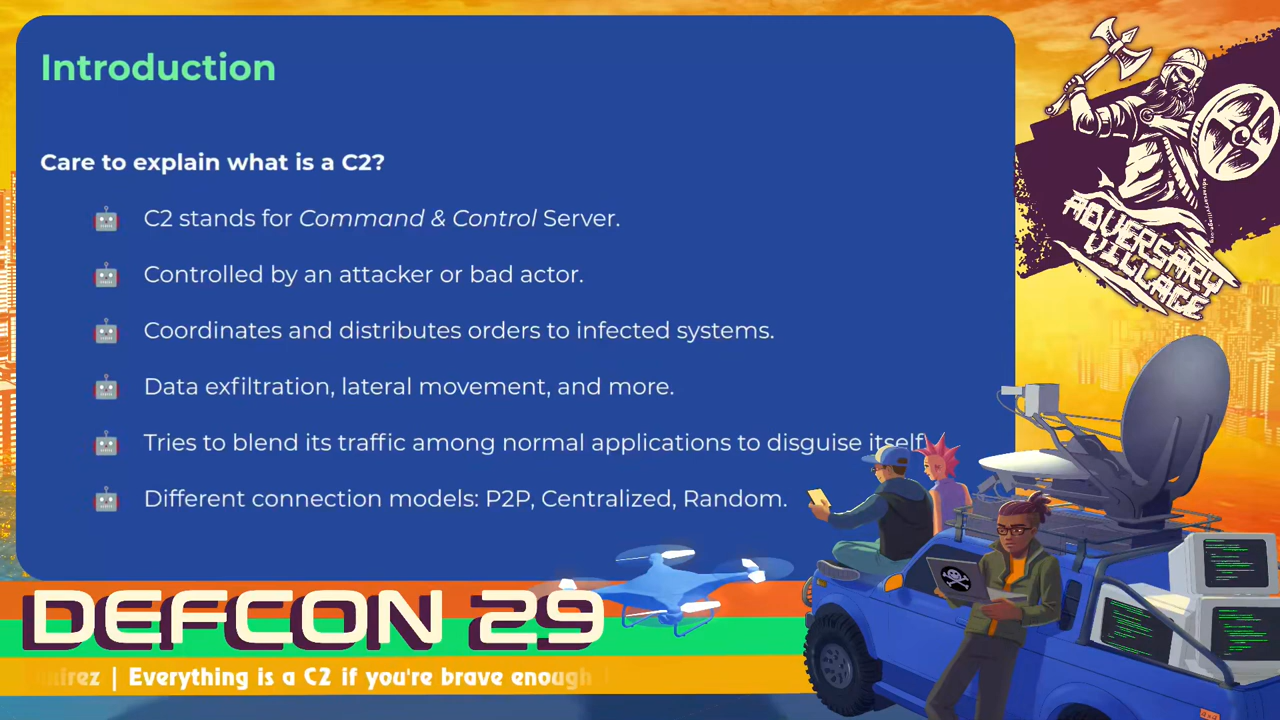 Introduction
Care to explain what is a C2?
C2 stands for Command & Control Server.
Controlled by an attacker or bad actor.
Coordinates and distributes orders to infected systems.
Data exfiltration, lateral movement, and more.
Tries to blend its traffic among normal applications to disguise itself
Different connection models: P2P, Centralized, Random.
ADVERSARY
VILLAGE
DEFCON 29
| Everything is a C2 if you're brave enough